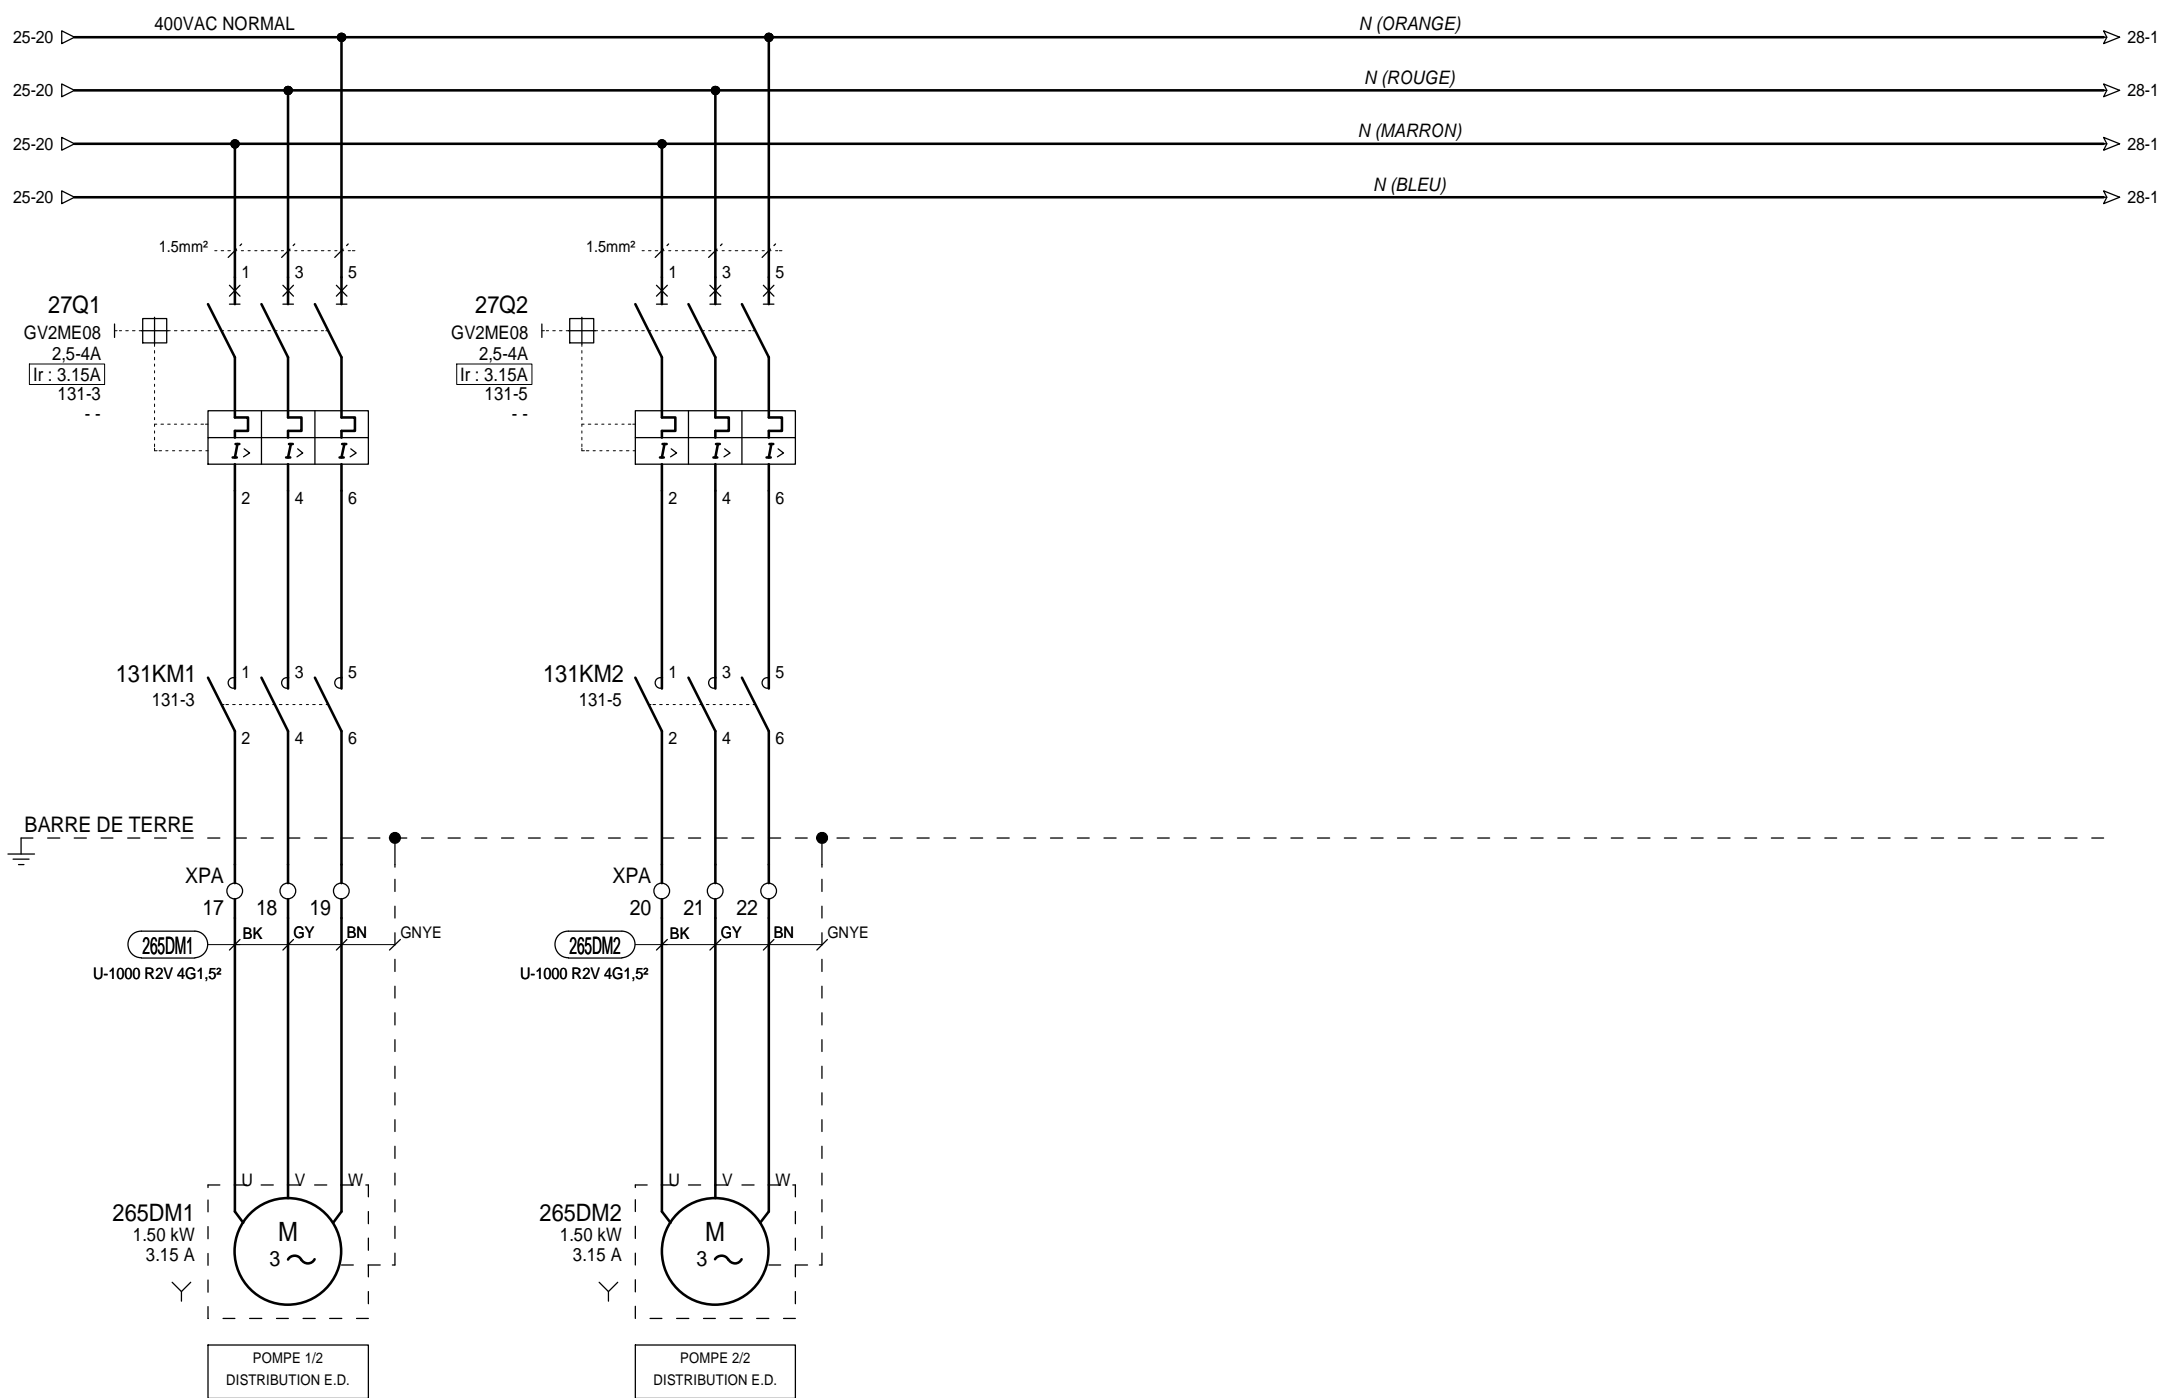 400VAC NORMAL
N (ORANGE)
25-20
28-1
N (ROUGE)
25-20
28-1
N (MARRON)
25-20
28-1
N (BLEU)
25-20
28-1
1.5mm²
1 3 5
27Q1
GV2ME08
2,5-4A
Ir : 3.15A
131-3
- -
I> I> I>
2 4 6
1.5mm²
1 3 5
27Q2
GV2ME08
2,5-4A
Ir : 3.15A
131-5
- -
I> I> I>
2 4 6
131KM1
131-3
1 3 5
2 4 6
131KM2
131-5
1 3 5
2 4 6
BARRE DE TERRE
XPA
17 18 19
265DM1
BK GY BN GNYE
U-1000 R2V 4G1,5²
XPA
20 21 22
265DM2
BK GY BN GNYE
U-1000 R2V 4G1,5²
U V W
265DM1
1.50 kW
3.15 A
M
3
POMPE 1/2
DISTRIBUTION E.D.
U V W
265DM2
1.50 kW
3.15 A
M
3
POMPE 2/2
DISTRIBUTION E.D.